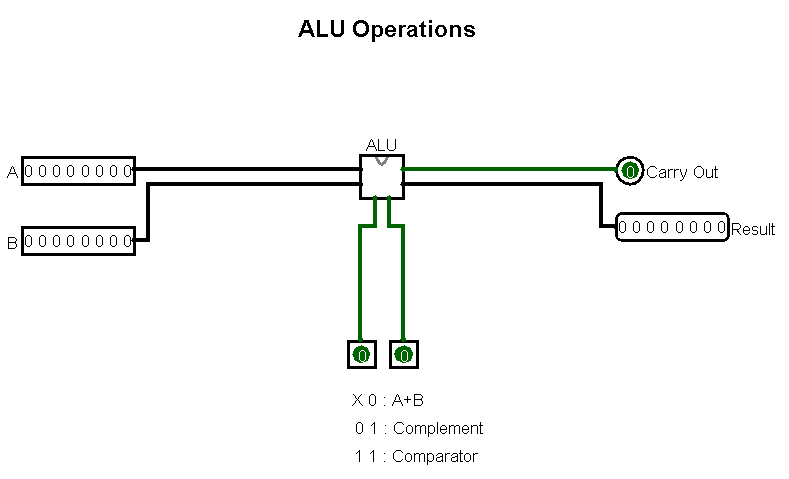 ALU Operations
ALU
A 0 0 0 0 0 0 0 0
0 Carry Out
B 0 0 0 0 0 0 0 0
0 0 0 0 0 0 0 0 Result
0 0
X 0 : A+B
0 1 : Complement
1 1 : Comparator